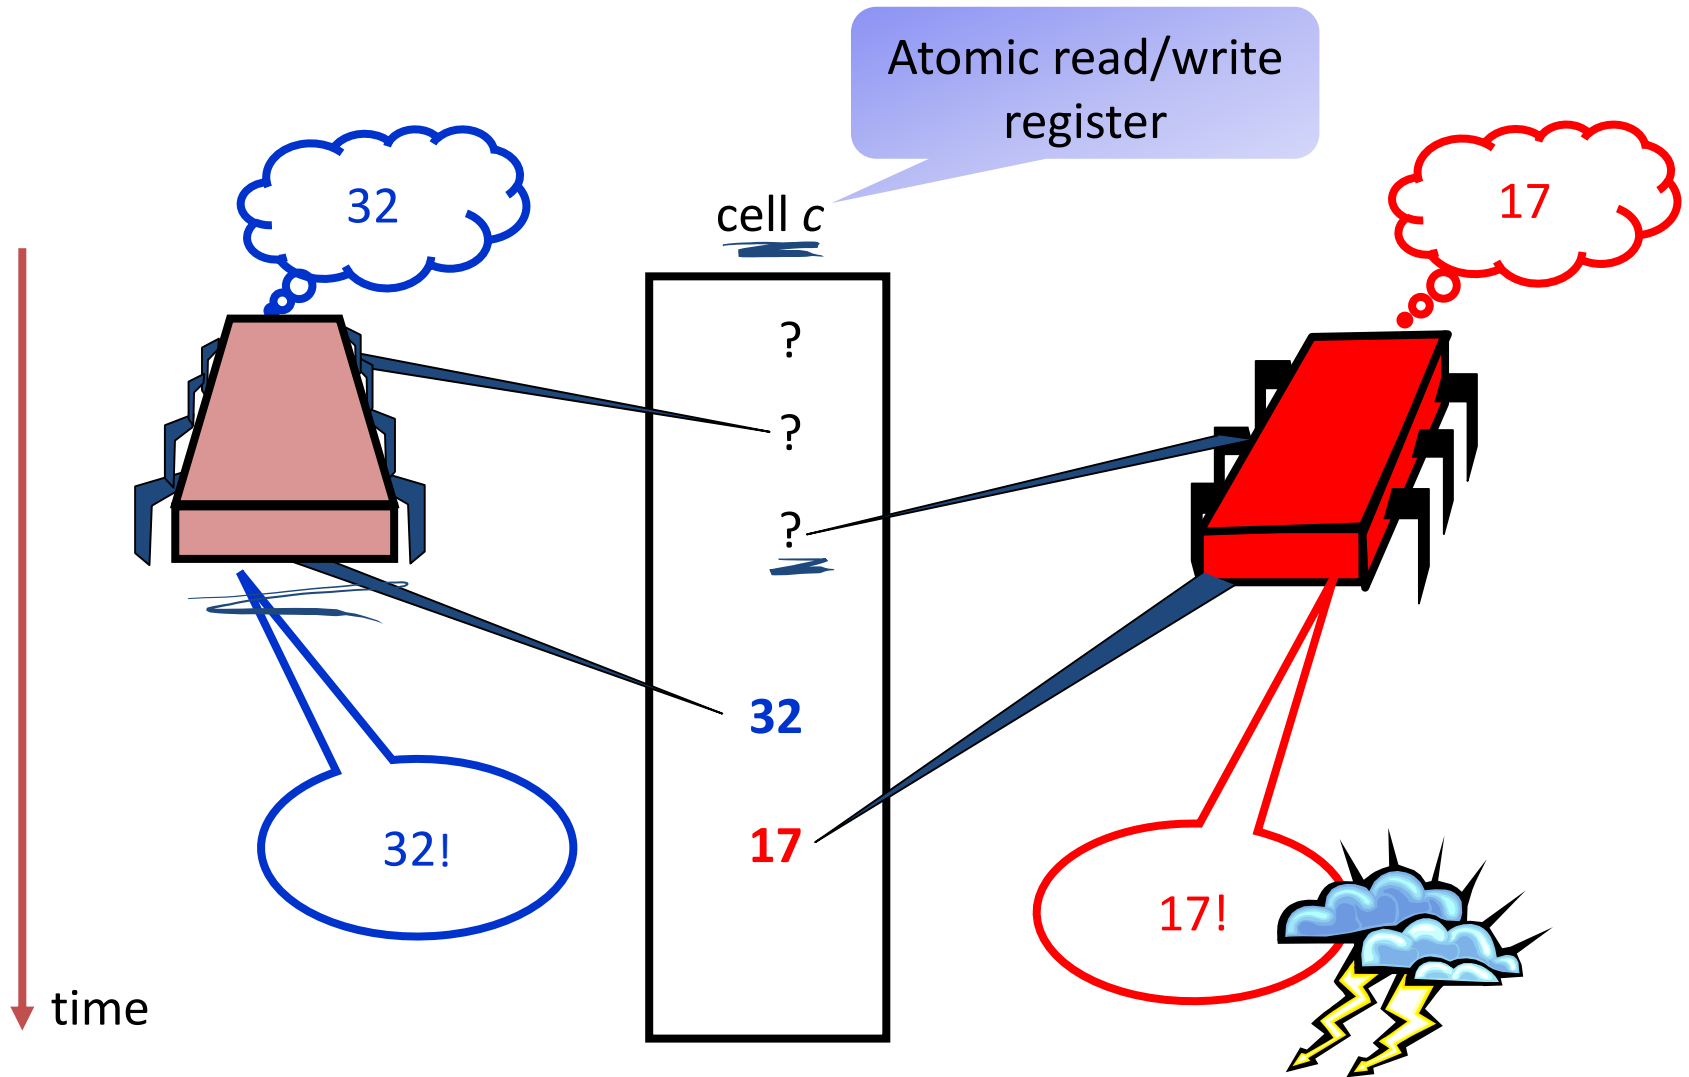 Atomic read/write
register
32
17
cell c
?
?
?
32
17
32!
17!
time